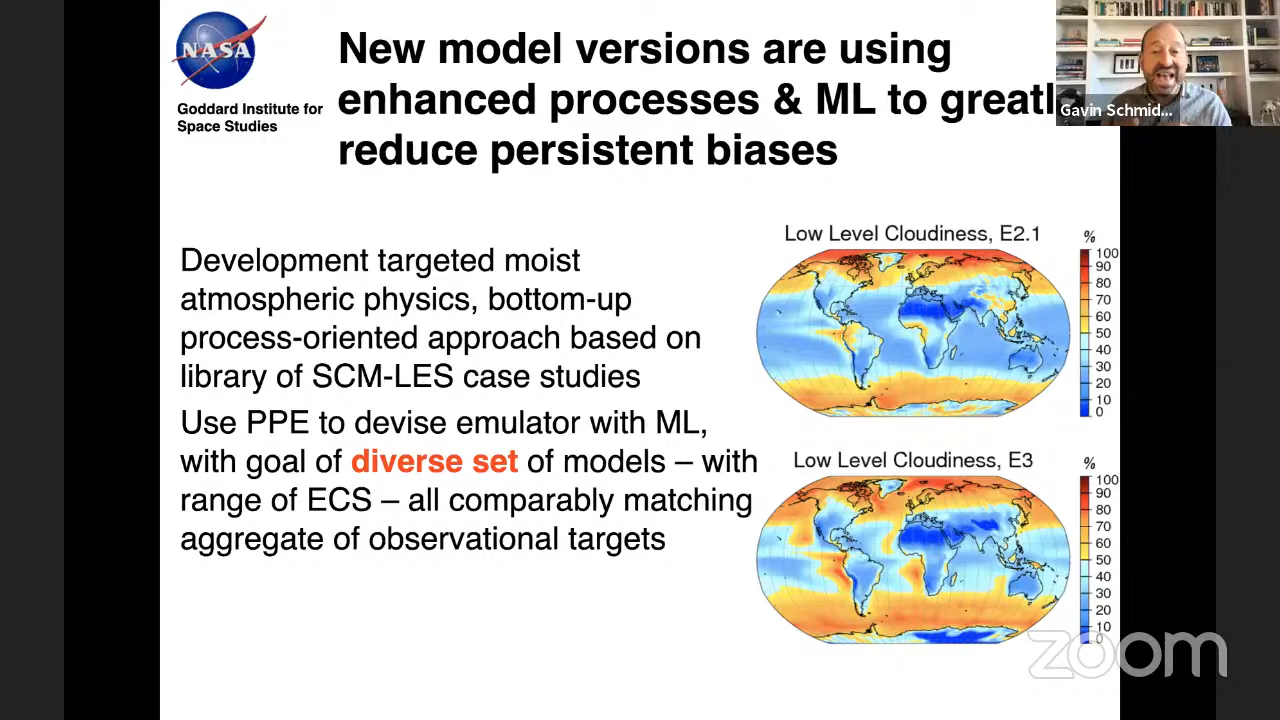 NASA
Goddard Institute for
Space Studies
New model versions are using
enhanced processes & ML to greatl
reduce persistent biases
Gavin Schmid...
Development targeted moist
atmospheric physics, bottom-up
process-oriented approach based on
library of SCM-LES case studies
Use PPE to devise emulator with ML,
with goal of diverse set of models – with
range of ECS – all comparably matching
aggregate of observational targets
Low Level Cloudiness, E2.1
%
100
90
80
70
60
50
40
30
20
10
0
Low Level Cloudiness, E3
%
100
90
80
70
60
50
40
30
20
10
0
zoom